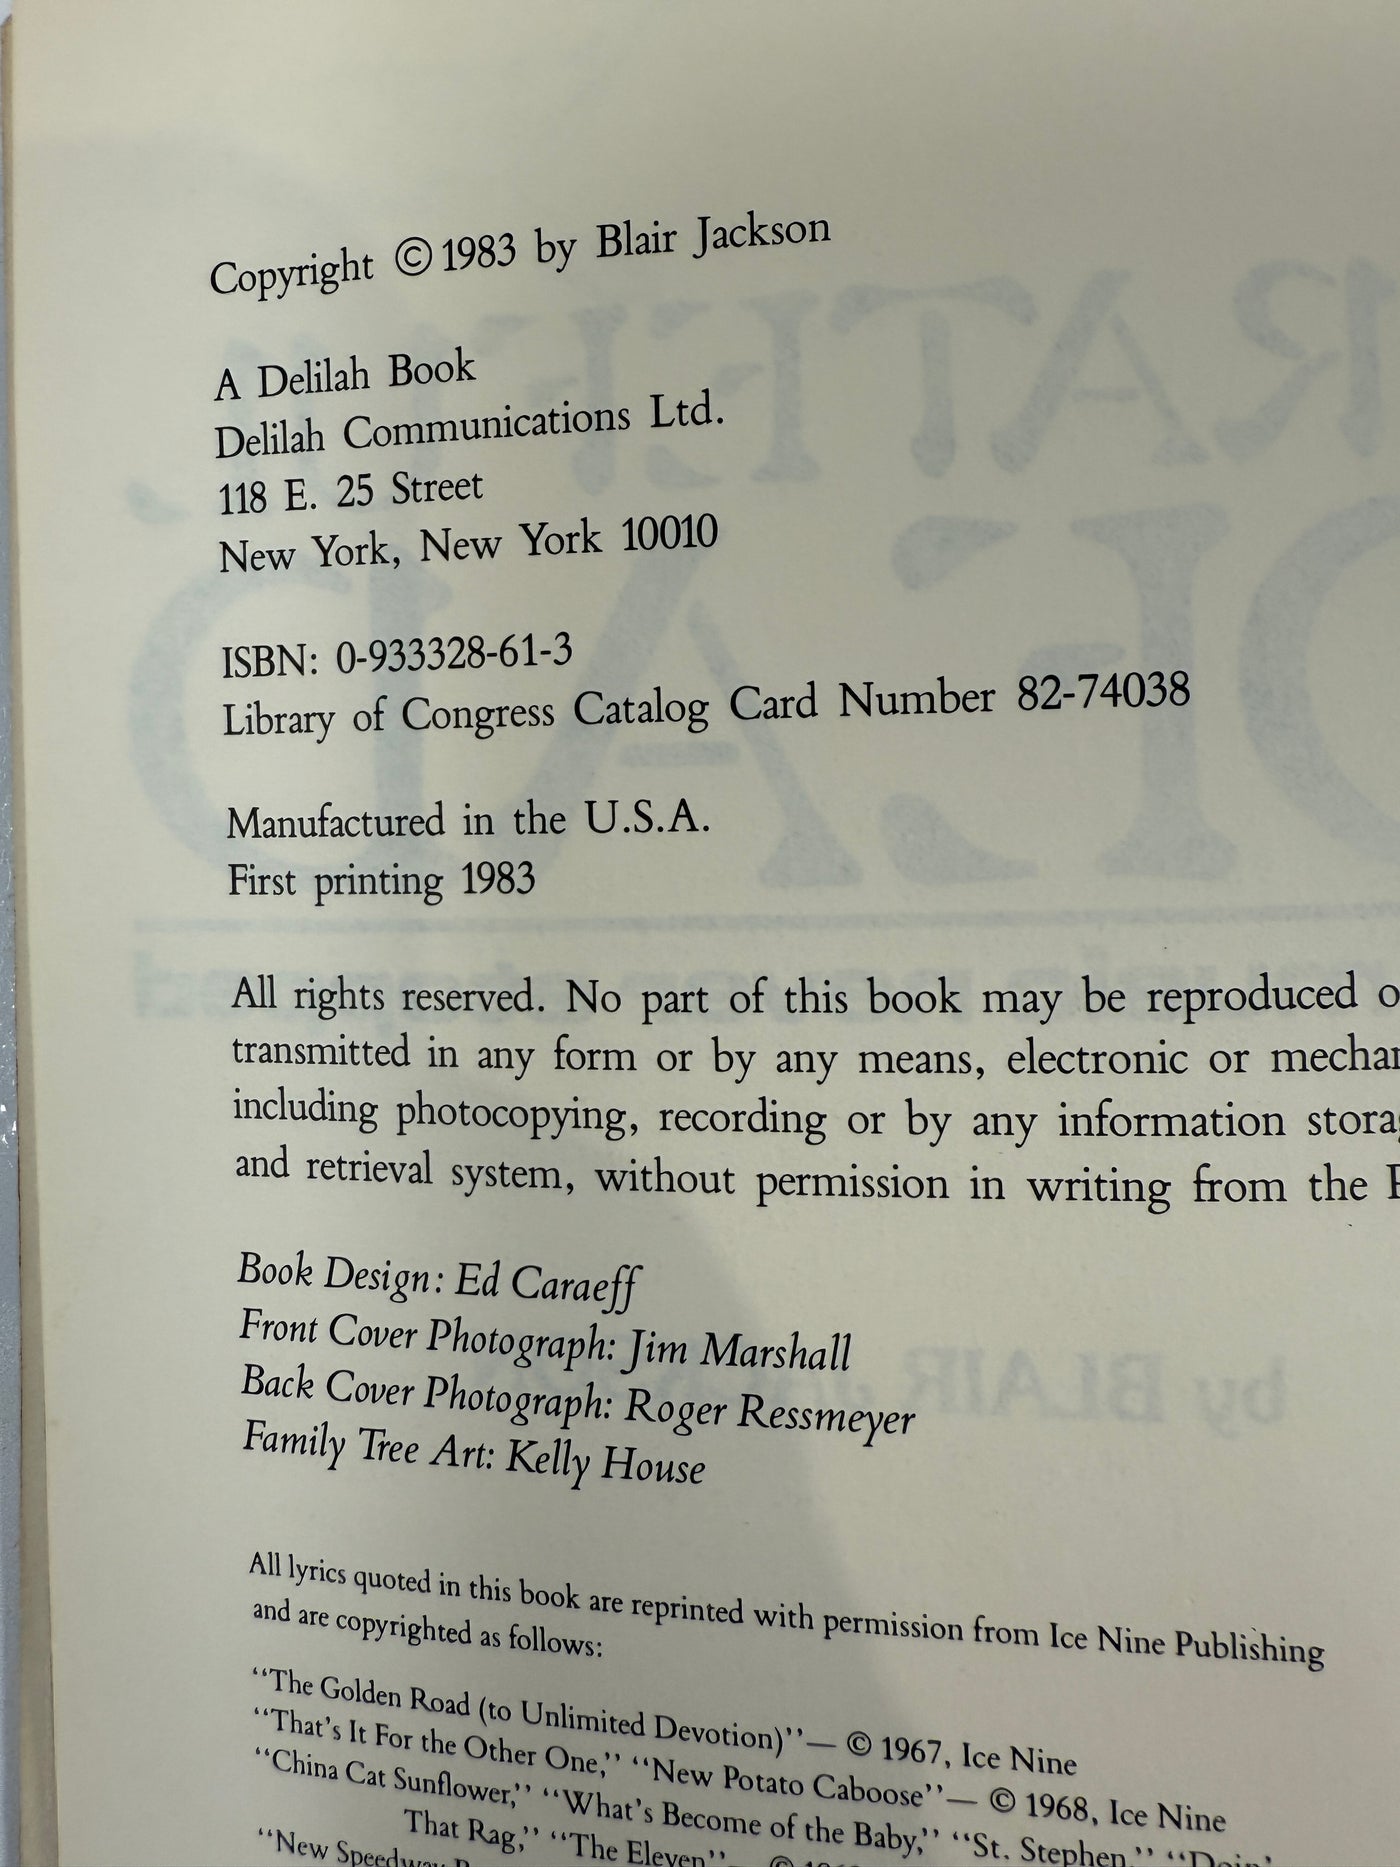 Copyright © 1983 by Blair Jackson
A Delilah Book
Delilah Communications Ltd.
118 E. 25 Street
New York, New York 10010
ISBN: 0-933328-61-3
Library of Congress Catalog Card Number 82-74038
Manufactured in the U.S.A.
First printing 1983
All rights reserved. No part of this book may be reproduced
transmitted in any form or by any means, electronic or
including photocopying, recording or by any information
and retrieval system, without permission in writing from the
Book Design: Ed Caraeff
Front Cover Photograph: Jim Marshall
Back Cover Photograph: Roger Ressmeyer
Family Tree Art: Kelly House
All lyrics quoted in this book are reprinted with permission from Ice Nine Publishing
and are copyrighted as follows:
“The Golden Road (to Unlimited Devotion)”— © 1967, Ice Nine
“That’s It For the Other One,” “New Potato Caboose”— © 1968, Ice Nine
“China Cat Sunflower,” “What’s Become of the Baby,” “St. Stephen,” “Doin’
That Rag,” “The Eleven”— ©
“New Speedway